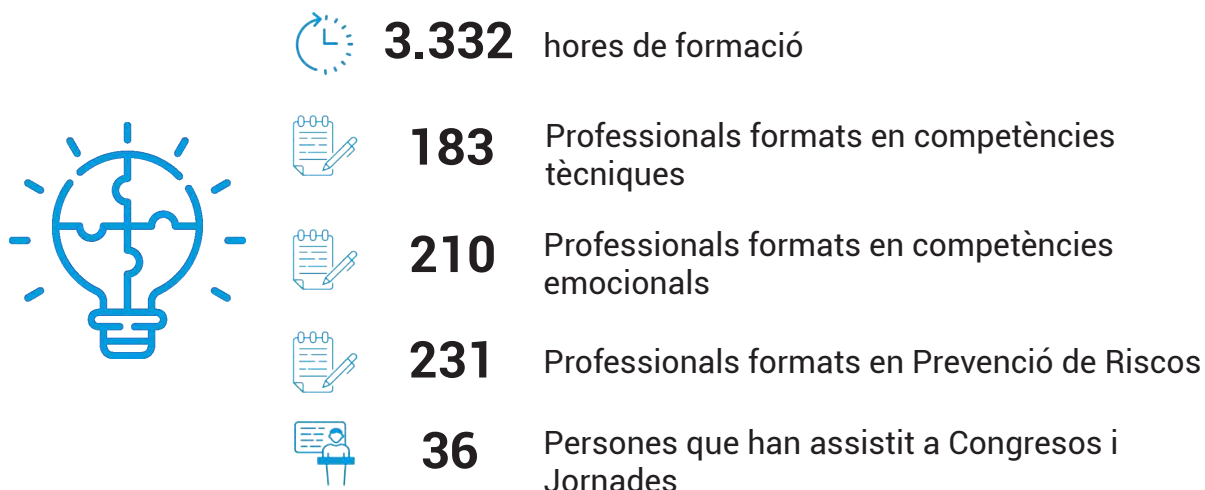 3.332 hores de formació
183 Professionals formats en competències
tècniques
210 Professionals formats en competències
emocionals
231 Professionals formats en Prevenció de Riscos
36 Persones que han assistit a Congresos i
Jornades